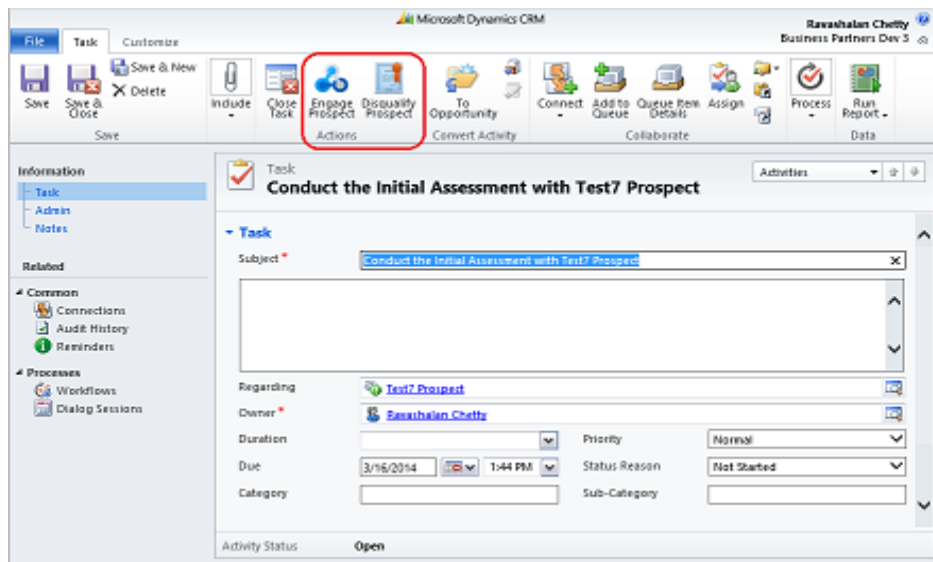 Microsoft Dynamics CRM
Ravashalan Chetty
Business Partners Dev 3
File Task Customize
Save
Save & Close
Save & New
Delete
Save
Include
Close Task
Engage Prospect
Disqualify Prospect
Actions
To Opportunity
Convert Activity
Connect
Add to Queue
Queue Item Details
Assign
Collaborate
Process
Run Report
Data
Information
Task
Admin
Notes
Related
Common
Connections
Audit History
Reminders
Processes
Workflows
Dialog Sessions
Task
Conduct the Initial Assessment with Test7 Prospect
Activities
Task
Subject * Conduct the Initial Assessment with Test7 Prospect
Regarding Test7 Prospect
Owner * Ravashalan Chetty
Duration Priority Normal
Due 3/16/2014 1:44 PM Status Reason Not Started
Category Sub-Category
Activity Status Open